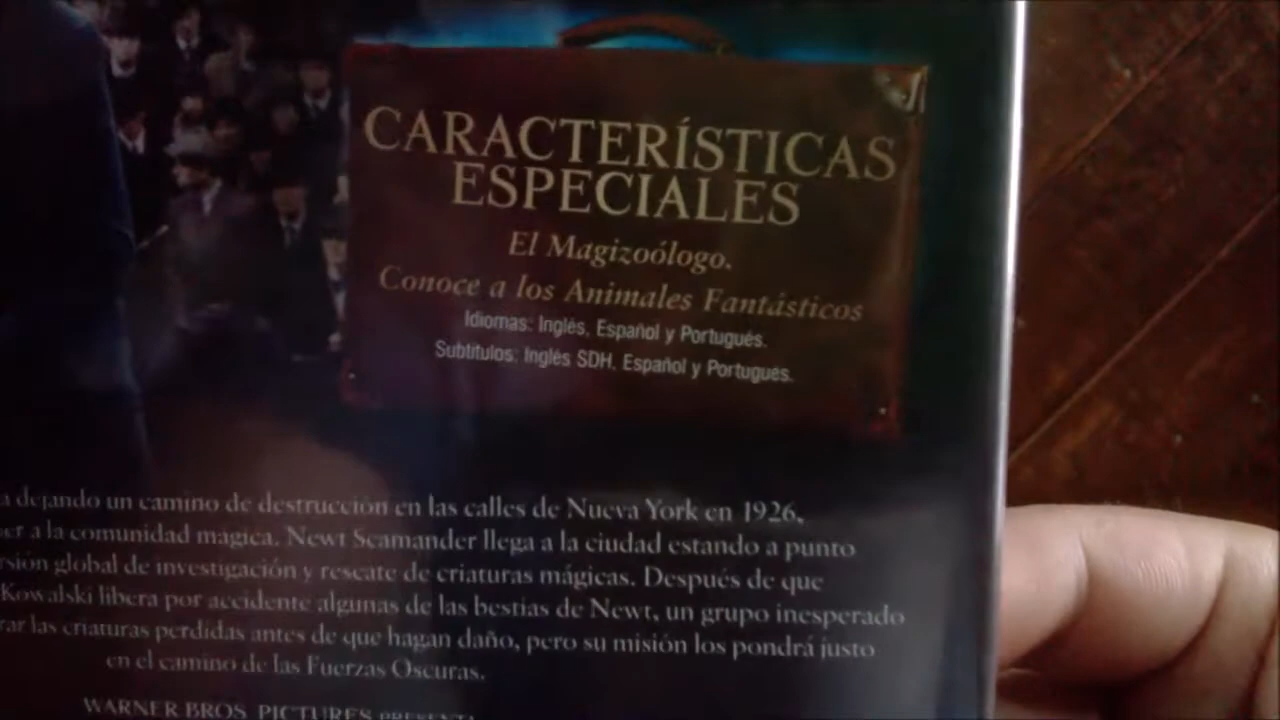 CARACTERÍSTICAS
ESPECIALES
El Magizoólogo.
Conoce a los Animales Fantásticos
Idiomas: Inglés, Español y Portugués.
Subtítulos: Inglés SDH, Español y Portugués.
a dejando un camino de destrucción en las calles de Nueva York en 1926.
a la comunidad mágica. Newt Scamander llega a la ciudad estando a punto
global de investigación y rescate de criaturas mágicas. Después de que
Kowalski libera por accidente algunas de las bestias de Newt, un grupo inesperado
las criaturas perdidas antes de que hagan daño, pero su misión los pondrá justo
en el camino de las Fuerzas Oscuras.
WARNER BROS. PICTURES PRESENTA